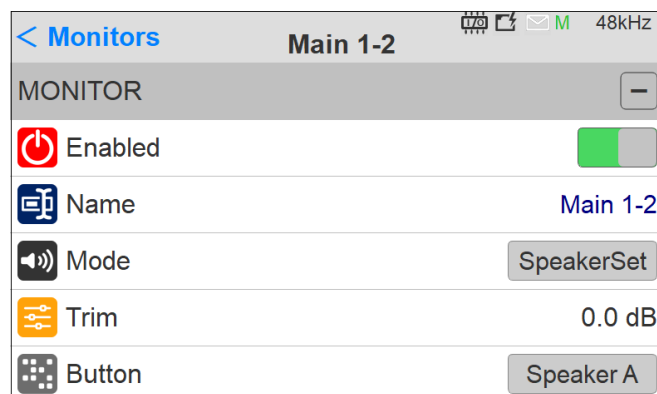 < Monitors Main 1-2 I/O M 48kHz
MONITOR
Enabled
Name Main 1-2
Mode SpeakerSet
Trim 0.0 dB
Button Speaker A